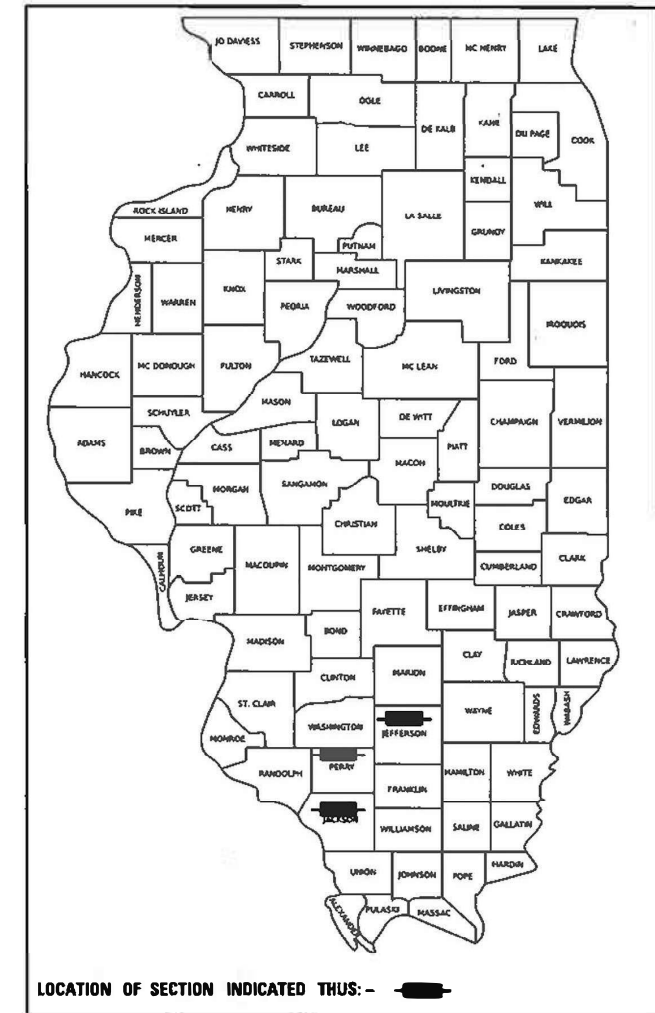 JO DAVIESS STEPHENSON WINNEBAGO BOONE MC HENRY LAKE
CARROLL OGLE DE KALB KANE DU PAGE COOK
WHITESIDE LEE KENDALL
ROCK ISLAND HENRY BUREAU LA SALLE GRUNDY WILL
MERCER STARK PUTNAM MARSHALL KANKAKEE
HENDERSON WARREN KNOX PEORIA WOODFORD LIVINGSTON IROQUOIS
HANCOCK MC DONOUGH FULTON TAZEWELL MC LEAN FORD
SCHUYLER MASON LOGAN DE WITT PIATT CHAMPAIGN VERMILION
ADAMS BROWN CASS MENARD MACON
PIKE SCOTT MORGAN SANGAMON CHRISTIAN MOULTRIE DOUGLAS EDGAR
COLES
CALHOUN GREENE MACOUPIN MONTGOMERY SHELBY CUMBERLAND CLARK
JERSEY FAYETTE EFFINGHAM JASPER CRAWFORD
MADISON BOND CLAY RICHLAND LAWRENCE
CLINTON MARION
ST. CLAIR WASHINGTON JEFFERSON WAYNE EDWARDS WABASH
MONROE
RANDOLPH PERRY FRANKLIN HAMILTON WHITE
JACKSON WILLIAMSON SALINE GALLATIN
UNION JOHNSON POPE HARDIN
ALEXANDER PULASKI MASSAC
LOCATION OF SECTION INDICATED THUS:-